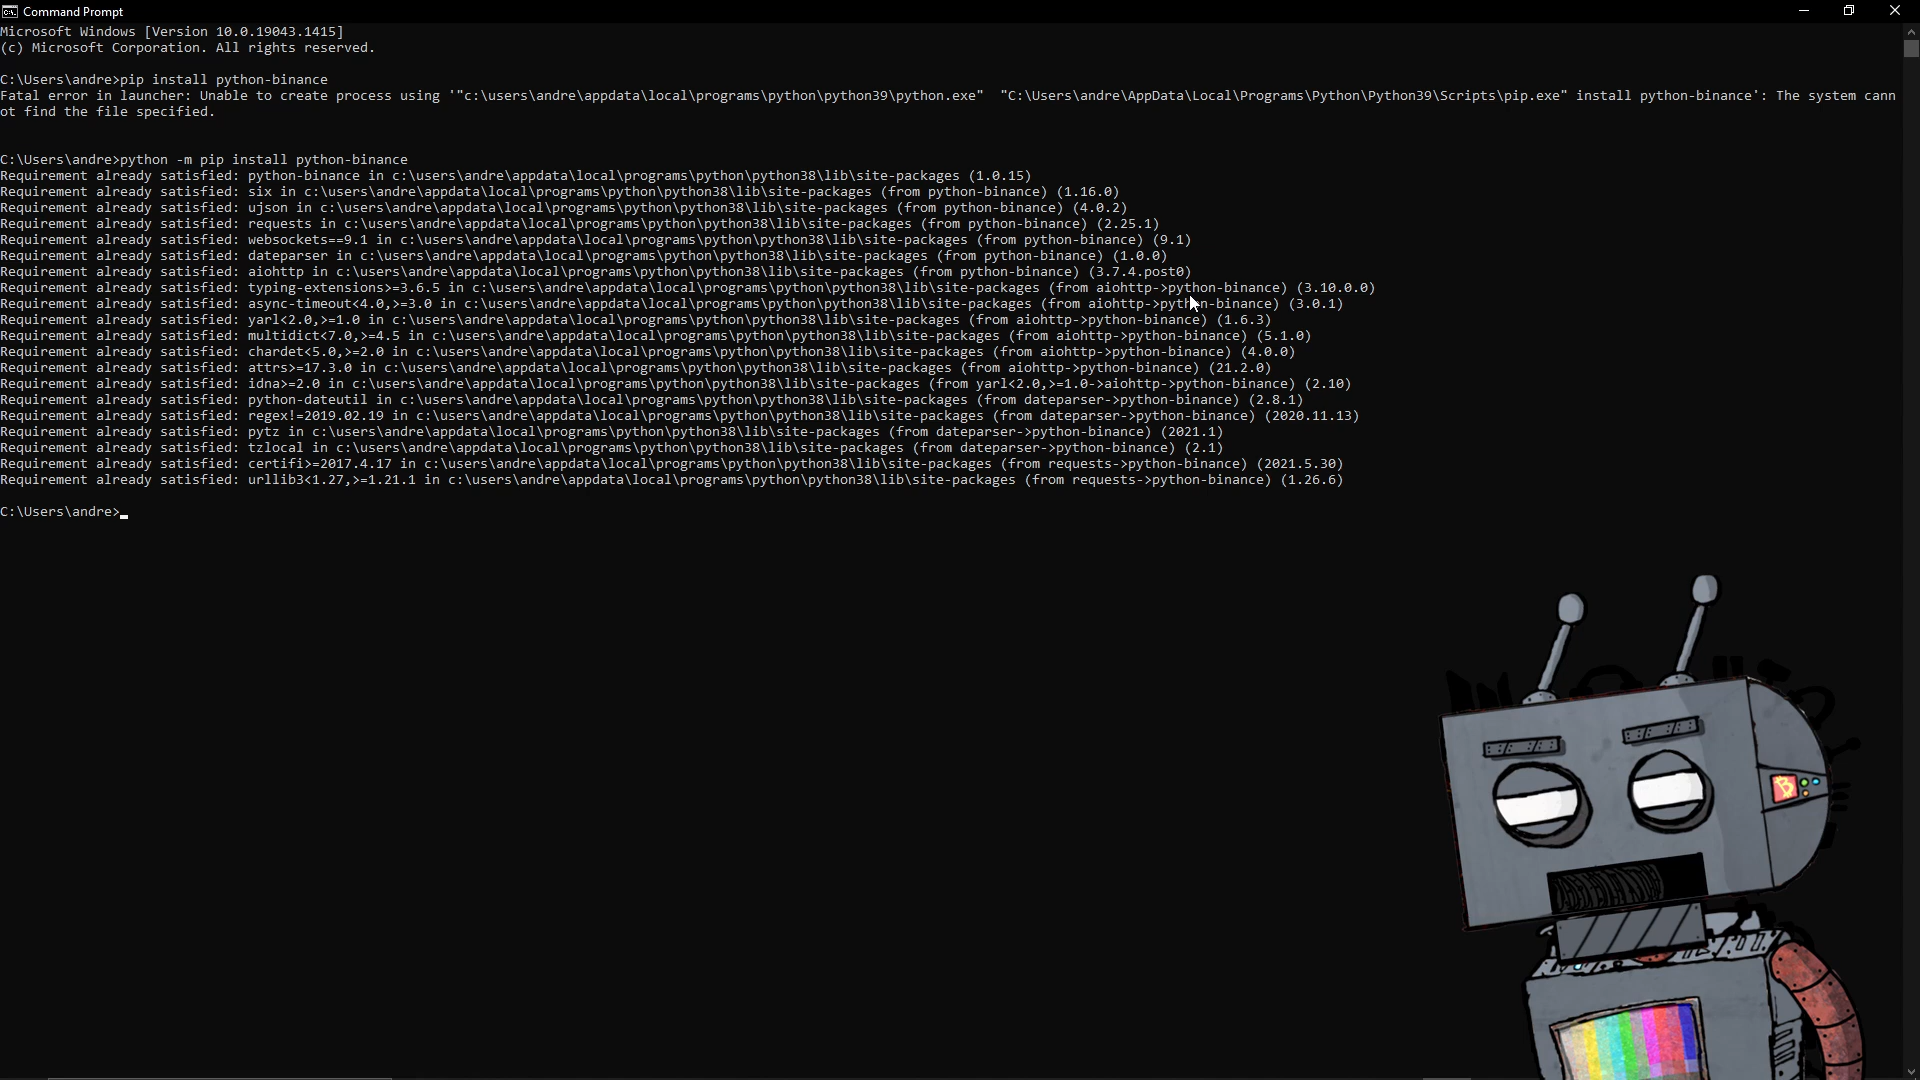 Command Prompt
Microsoft Windows [Version 10.0.19043.1415]
(c) Microsoft Corporation. All rights reserved.
C:\Users\andre>pip install python-binance
Fatal error in launcher: Unable to create process using '"c:\users\andre\appdata\local\programs\python\python39\python.exe"  "C:\Users\andre\AppData\Local\Programs\Python\Python39\Scripts\pip.exe" install python-binance': The system cann
ot find the file specified.
C:\Users\andre>python -m pip install python-binance
Requirement already satisfied: python-binance in c:\users\andre\appdata\local\programs\python\python38\lib\site-packages (1.0.15)
Requirement already satisfied: six in c:\users\andre\appdata\local\programs\python\python38\lib\site-packages (from python-binance) (1.16.0)
Requirement already satisfied: ujson in c:\users\andre\appdata\local\programs\python\python38\lib\site-packages (from python-binance) (4.0.2)
Requirement already satisfied: requests in c:\users\andre\appdata\local\programs\python\python38\lib\site-packages (from python-binance) (2.25.1)
Requirement already satisfied: websockets==9.1 in c:\users\andre\appdata\local\programs\python\python38\lib\site-packages (from python-binance) (9.1)
Requirement already satisfied: dateparser in c:\users\andre\appdata\local\programs\python\python38\lib\site-packages (from python-binance) (1.0.0)
Requirement already satisfied: aiohttp in c:\users\andre\appdata\local\programs\python\python38\lib\site-packages (from python-binance) (3.7.4.post0)
Requirement already satisfied: typing-extensions>=3.6.5 in c:\users\andre\appdata\local\programs\python\python38\lib\site-packages (from aiohttp->python-binance) (3.10.0.0)
Requirement already satisfied: async-timeout<4.0,>=3.0 in c:\users\andre\appdata\local\programs\python\python38\lib\site-packages (from aiohttp->python-binance) (3.0.1)
Requirement already satisfied: yarl<2.0,>=1.0 in c:\users\andre\appdata\local\programs\python\python38\lib\site-packages (from aiohttp->python-binance) (1.6.3)
Requirement already satisfied: multidict<7.0,>=4.5 in c:\users\andre\appdata\local\programs\python\python38\lib\site-packages (from aiohttp->python-binance) (5.1.0)
Requirement already satisfied: chardet<5.0,>=2.0 in c:\users\andre\appdata\local\programs\python\python38\lib\site-packages (from aiohttp->python-binance) (4.0.0)
Requirement already satisfied: attrs>=17.3.0 in c:\users\andre\appdata\local\programs\python\python38\lib\site-packages (from aiohttp->python-binance) (21.2.0)
Requirement already satisfied: idna>=2.0 in c:\users\andre\appdata\local\programs\python\python38\lib\site-packages (from yarl<2.0,>=1.0->aiohttp->python-binance) (2.10)
Requirement already satisfied: python-dateutil in c:\users\andre\appdata\local\programs\python\python38\lib\site-packages (from dateparser->python-binance) (2.8.1)
Requirement already satisfied: regex!=2019.02.19 in c:\users\andre\appdata\local\programs\python\python38\lib\site-packages (from dateparser->python-binance) (2020.11.13)
Requirement already satisfied: pytz in c:\users\andre\appdata\local\programs\python\python38\lib\site-packages (from dateparser->python-binance) (2021.1)
Requirement already satisfied: tzlocal in c:\users\andre\appdata\local\programs\python\python38\lib\site-packages (from dateparser->python-binance) (2.1)
Requirement already satisfied: certifi>=2017.4.17 in c:\users\andre\appdata\local\programs\python\python38\lib\site-packages (from requests->python-binance) (2021.5.30)
Requirement already satisfied: urllib3<1.27,>=1.21.1 in c:\users\andre\appdata\local\programs\python\python38\lib\site-packages (from requests->python-binance) (1.26.6)
C:\Users\andre>_